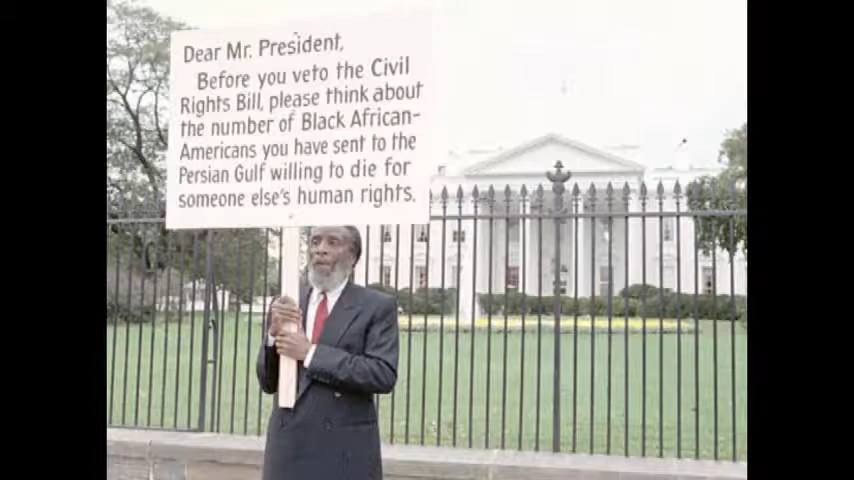 Dear Mr. President,
Before you veto the Civil
Rights Bill, please think about
the number of Black African-
Americans you have sent to the
Persian Gulf willing to die for
someone else's human rights.